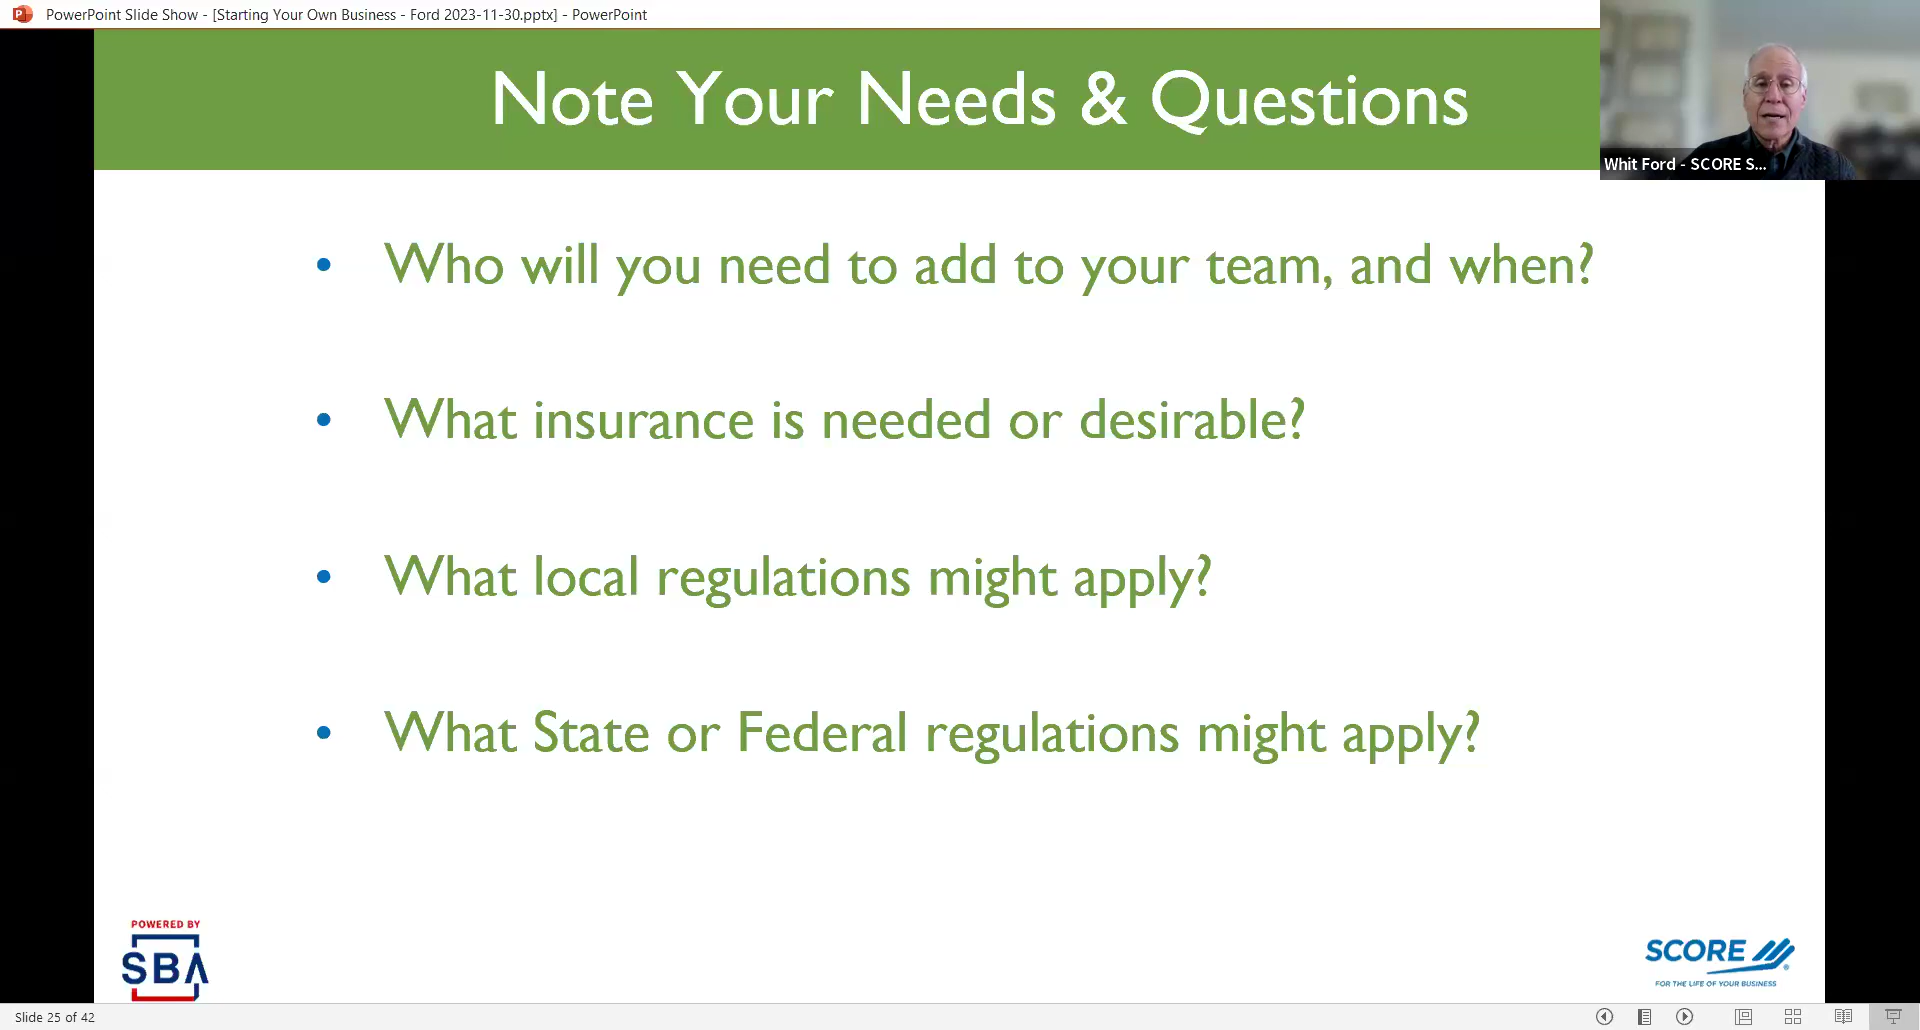 PowerPoint Slide Show - [Starting Your Own Business - Ford 2023-11-30.pptx] - PowerPoint
Note Your Needs & Questions
Whit Ford - SCORE S...
• Who will you need to add to your team, and when?
• What insurance is needed or desirable?
• What local regulations might apply?
• What State or Federal regulations might apply?
POWERED BY
SBA
SCORE
FOR THE LIFE OF YOUR BUSINESS
Slide 25 of 42